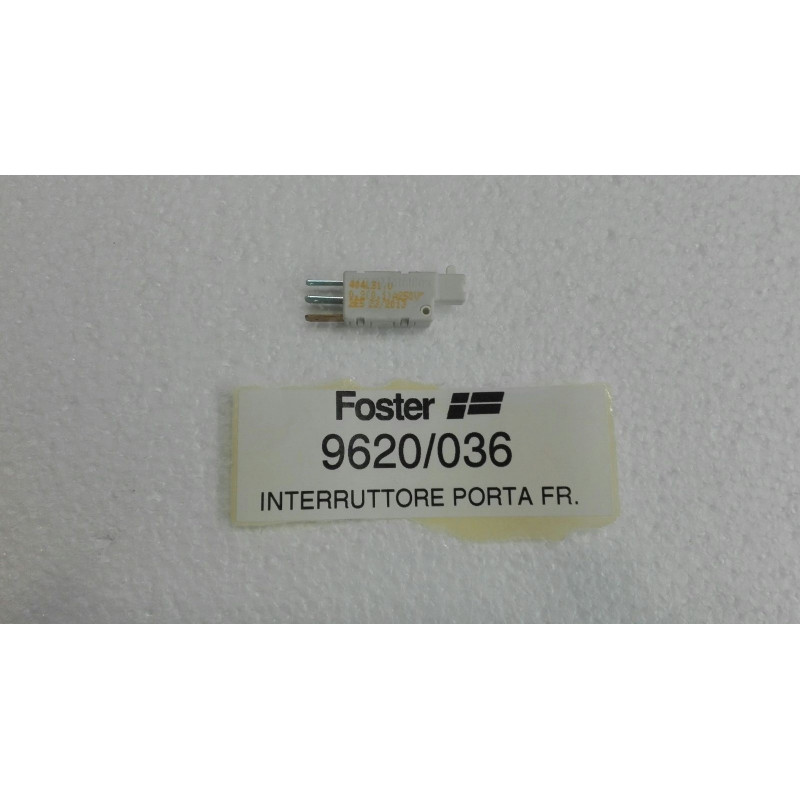 Foster
9620/036
INTERRUTTORE PORTA FR.